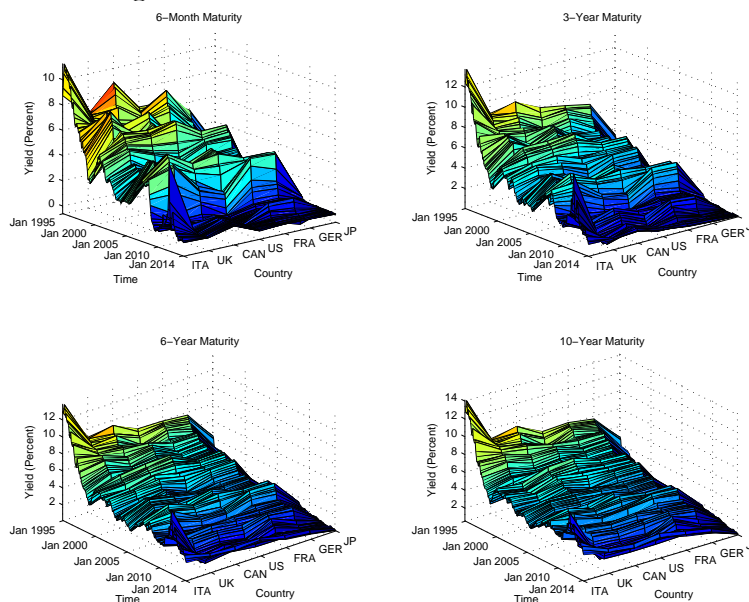 6−Month Maturity
10
8
6
4
2
0
Yield (Percent)
Jan 1995
Jan 2000
Jan 2005
Jan 2010
Jan 2014
Time
ITA
UK
CAN
US
FRA
GER
JP
Country
3−Year Maturity
12
10
8
6
4
2
Yield (Percent)
Jan 1995
Jan 2000
Jan 2005
Jan 2010
Jan 2014
Time
ITA
UK
CAN
US
FRA
GER
JP
Country
6−Year Maturity
12
10
8
6
4
2
Yield (Percent)
Jan 1995
Jan 2000
Jan 2005
Jan 2010
Jan 2014
Time
ITA
UK
CAN
US
FRA
GER
JP
Country
10−Year Maturity
14
12
10
8
6
4
2
Yield (Percent)
Jan 1995
Jan 2000
Jan 2005
Jan 2010
Jan 2014
Time
ITA
UK
CAN
US
FRA
GER
Country